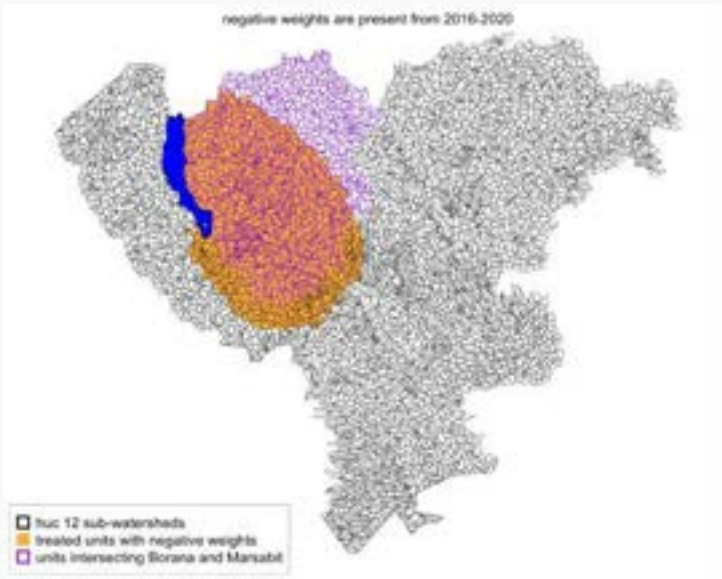 negative weights are present from 2016-2020
huc 12 sub-watersheds
treated units with negative weights
units intersecting Borana and Marsabit